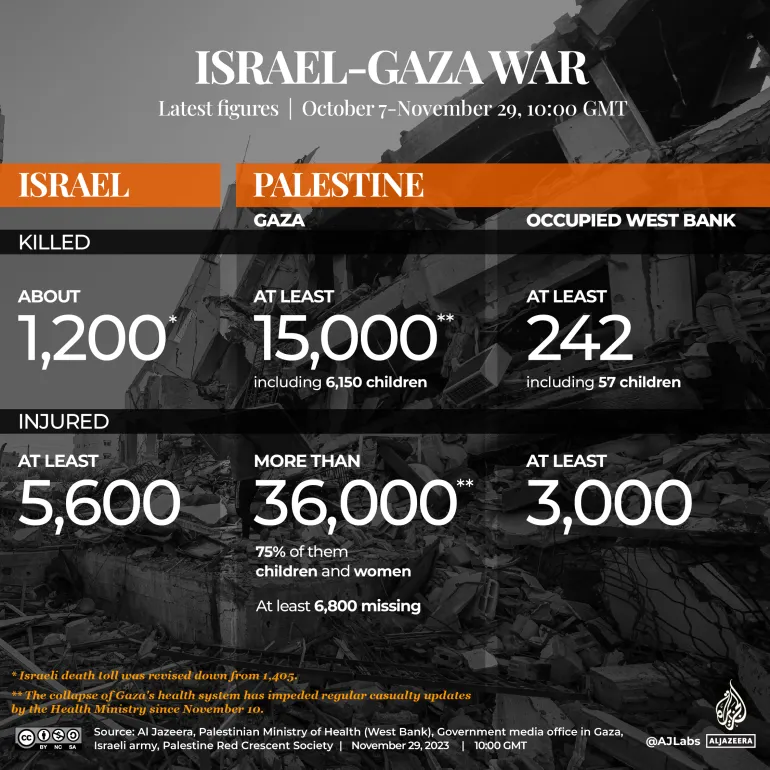 ISRAEL-GAZA WAR
Latest figures | October 7-November 29, 10:00 GMT
ISRAEL
PALESTINE
GAZA
OCCUPIED WEST BANK
KILLED
ABOUT
1,200*
AT LEAST
15,000**
including 6,150 children
AT LEAST
242
including 57 children
INJURED
AT LEAST
5,600
MORE THAN
36,000**
75% of them
children and women
At least 6,800 missing
AT LEAST
3,000
* Israeli death toll was revised down from 1,405.
** The collapse of Gaza's health system has impeded regular casualty updates
by the Health Ministry since November 10.
cc BY NC SA
Source: Al Jazeera, Palestinian Ministry of Health (West Bank), Government media office in Gaza,
Israeli army, Palestine Red Crescent Society | November 29, 2023 | 10:00 GMT
@AJLabs
ALJAZEERA